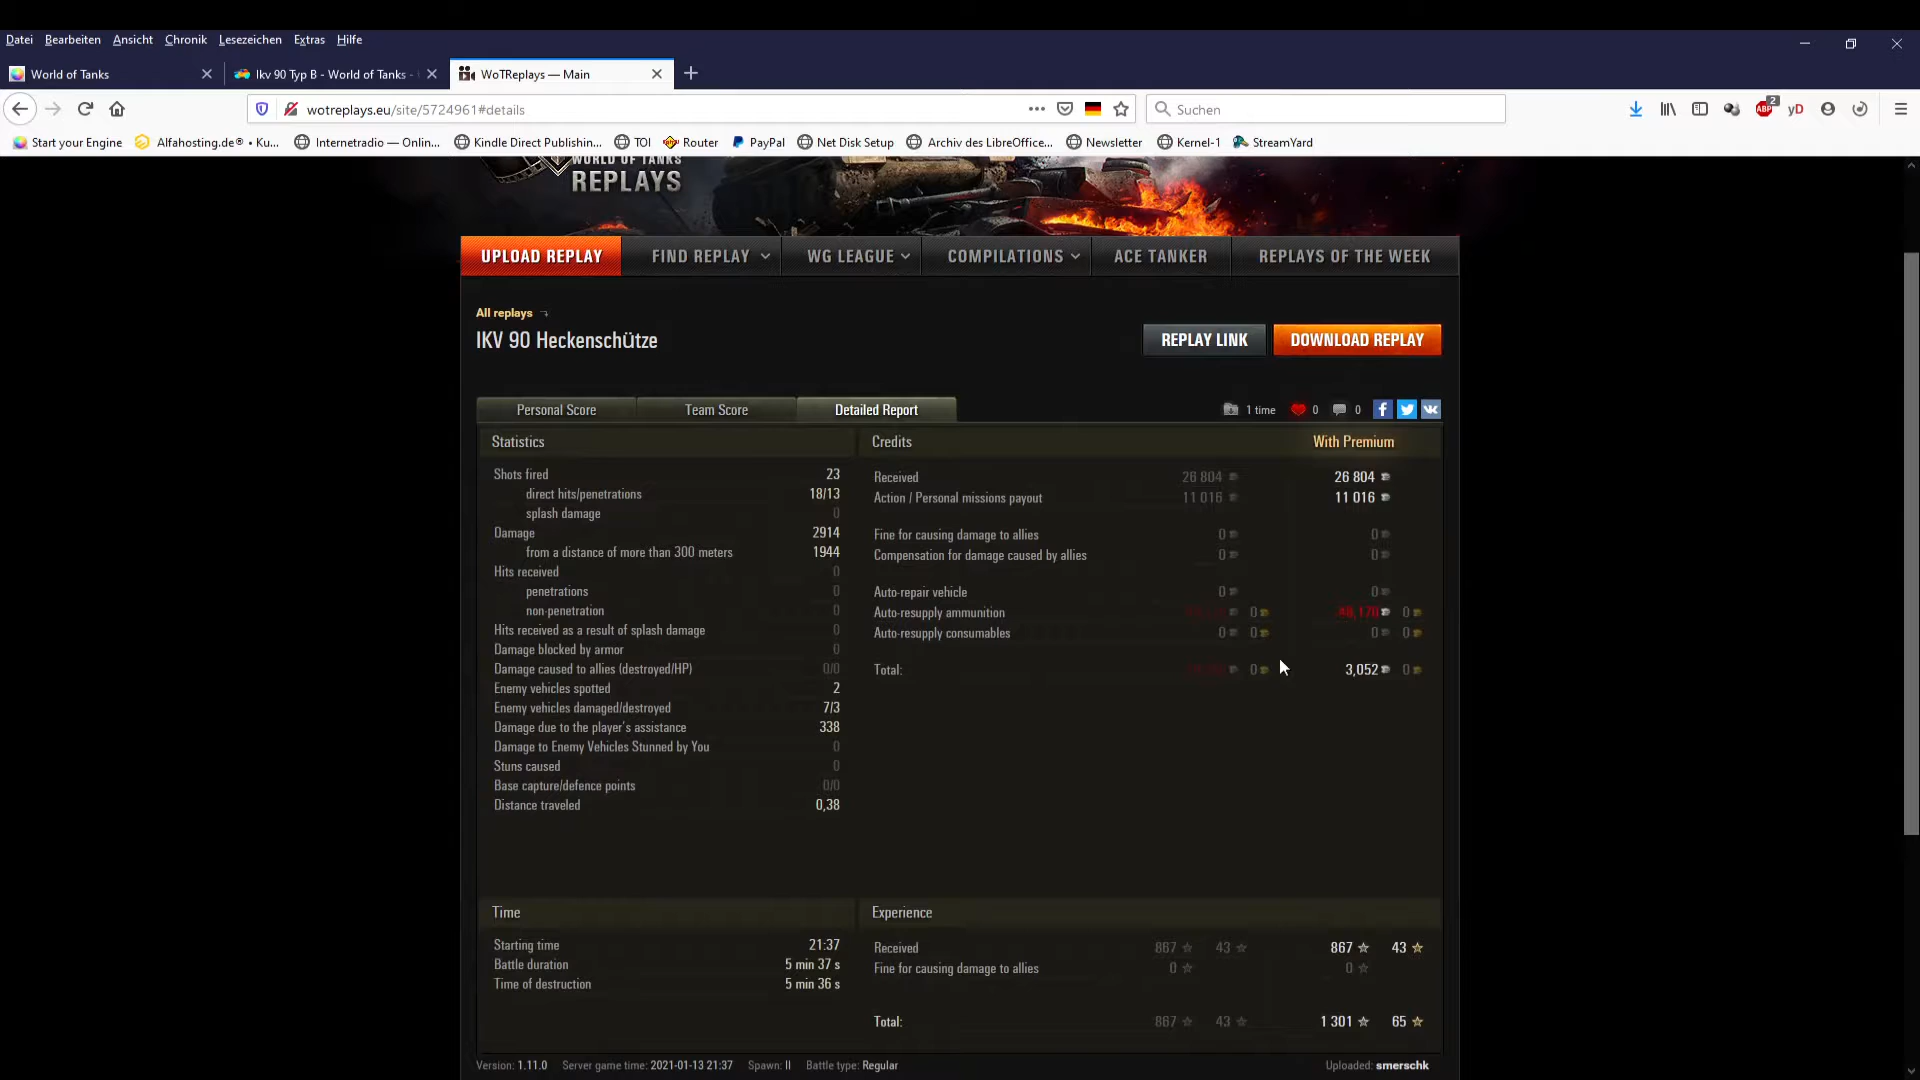 Datei Bearbeiten Ansicht Chronik Lesezeichen Extras Hilfe
World of Tanks Ikv 90 Typ B - World of Tanks - WoTReplays — Main
wotreplays.eu/site/5724961#details Suchen 2 yD
Start your Engine Alfahosting.de® • Ku... Internetradio — Onlin... Kindle Direct Publishin... TOI Router PayPal Net Disk Setup Archiv des LibreOffice... Newsletter Kernel-1 StreamYard
WORLD OF TANKS
REPLAYS
UPLOAD REPLAY FIND REPLAY WG LEAGUE COMPILATIONS ACE TANKER REPLAYS OF THE WEEK
All replays
IKV 90 Heckenschütze REPLAY LINK DOWNLOAD REPLAY
Personal Score Team Score Detailed Report 1 time 0 0
Statistics Credits With Premium
Shots fired 23
direct hits/penetrations 18/13
splash damage 0
Damage 2914
from a distance of more than 300 meters 1944
Hits received 0
penetrations 0
non-penetration 0
Hits received as a result of splash damage 0
Damage blocked by armor 0
Damage caused to allies (destroyed/HP) 0/0
Enemy vehicles spotted 2
Enemy vehicles damaged/destroyed 7/3
Damage due to the player's assistance 338
Damage to Enemy Vehicles Stunned by You 0
Stuns caused 0
Base capture/defence points 0/0
Distance traveled 0,38
Received 26 804 26 804
Action / Personal missions payout 11 016 11 016
Fine for causing damage to allies 0 0
Compensation for damage caused by allies 0 0
Auto-repair vehicle 0 0
Auto-resupply ammunition 0 0
Auto-resupply consumables 0 0 0 0
Total: 0 3,052 0
Time Experience
Starting time 21:37
Battle duration 5 min 37 s
Time of destruction 5 min 36 s
Received 867 43 867 43
Fine for causing damage to allies 0 0
Total: 867 43 1 301 65
Version: 1.11.0 Server game time: 2021-01-13 21:37 Spawn: II Battle type: Regular Uploaded: smerschk